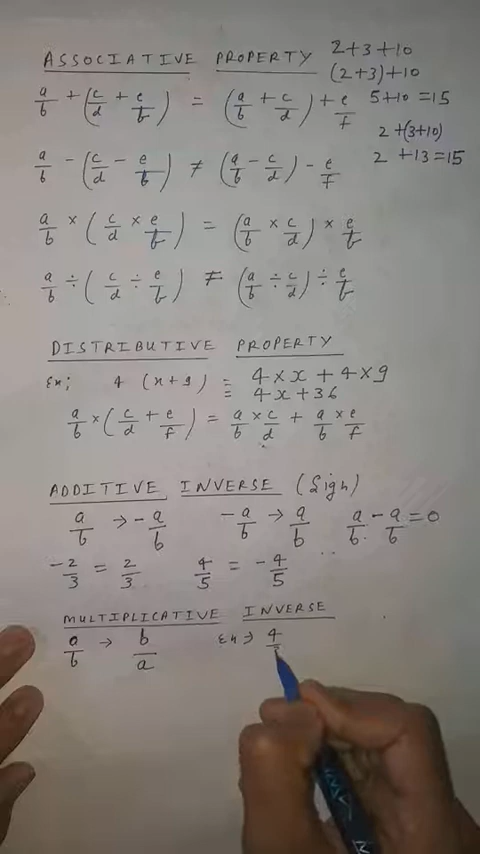 ASSOCIATIVE PROPERTY 2+3+10
(2+3)+10
a/b + (c/d + e/f) = (a/b + c/d) + e/f 5+10 = 15
2+(3+10)
2 +13 = 15
a/b - (c/d - e/f) ≠ (a/b - c/d) - e/f
a/b × (c/d × e/f) = (a/b × c/d) × e/f
a/b ÷ (c/d ÷ e/f) ≠ (a/b ÷ c/d) ÷ e/f
DISTRIBUTIVE PROPERTY
Ex; 4 (x+9) = 4×x + 4×9
= 4x+36
a/b × (c/d + e/f) = a/b × c/d + a/b × e/f
ADDITIVE INVERSE (Sign)
a/b → -a/b -a/b → a/b a/b - a/b = 0
-2/3 = 2/3 4/5 = -4/5
MULTIPLICATIVE INVERSE
a/b → b/a Ex → 4